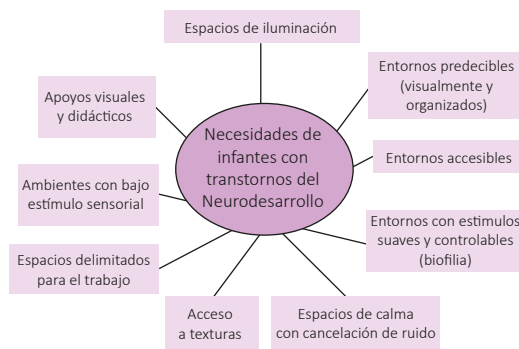 Espacios de iluminación
Entornos predecibles
(visualmente y
organizados)
Apoyos visuales
y didácticos
Necesidades de
infantes con
transtornos del
Neurodesarrollo
Entornos accesibles
Ambientes con bajo
estímulo sensorial
Entornos con estimulos
suaves y controlables
(biofilia)
Espacios delimitados
para el trabajo
Acceso
a texturas
Espacios de calma
con cancelación de ruido